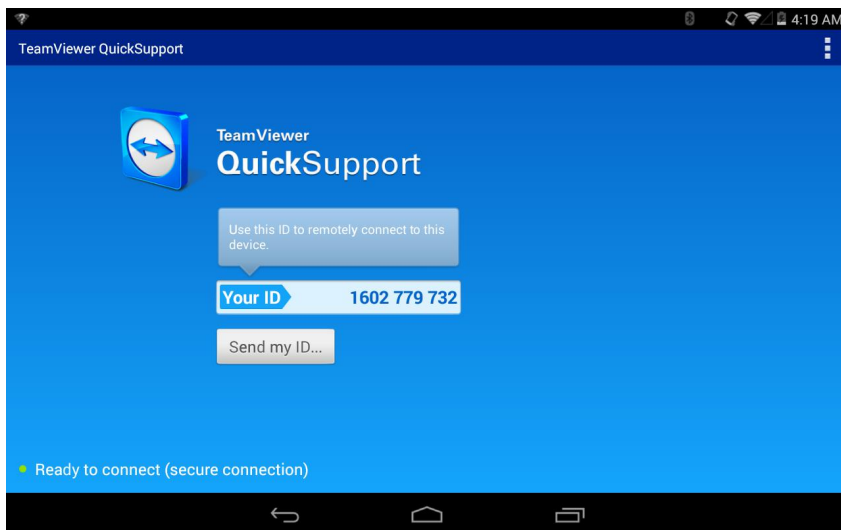 4:19 AM
TeamViewer QuickSupport
TeamViewer
QuickSupport
Use this ID to remotely connect to this
device.
Your ID 1602 779 732
Send my ID...
Ready to connect (secure connection)